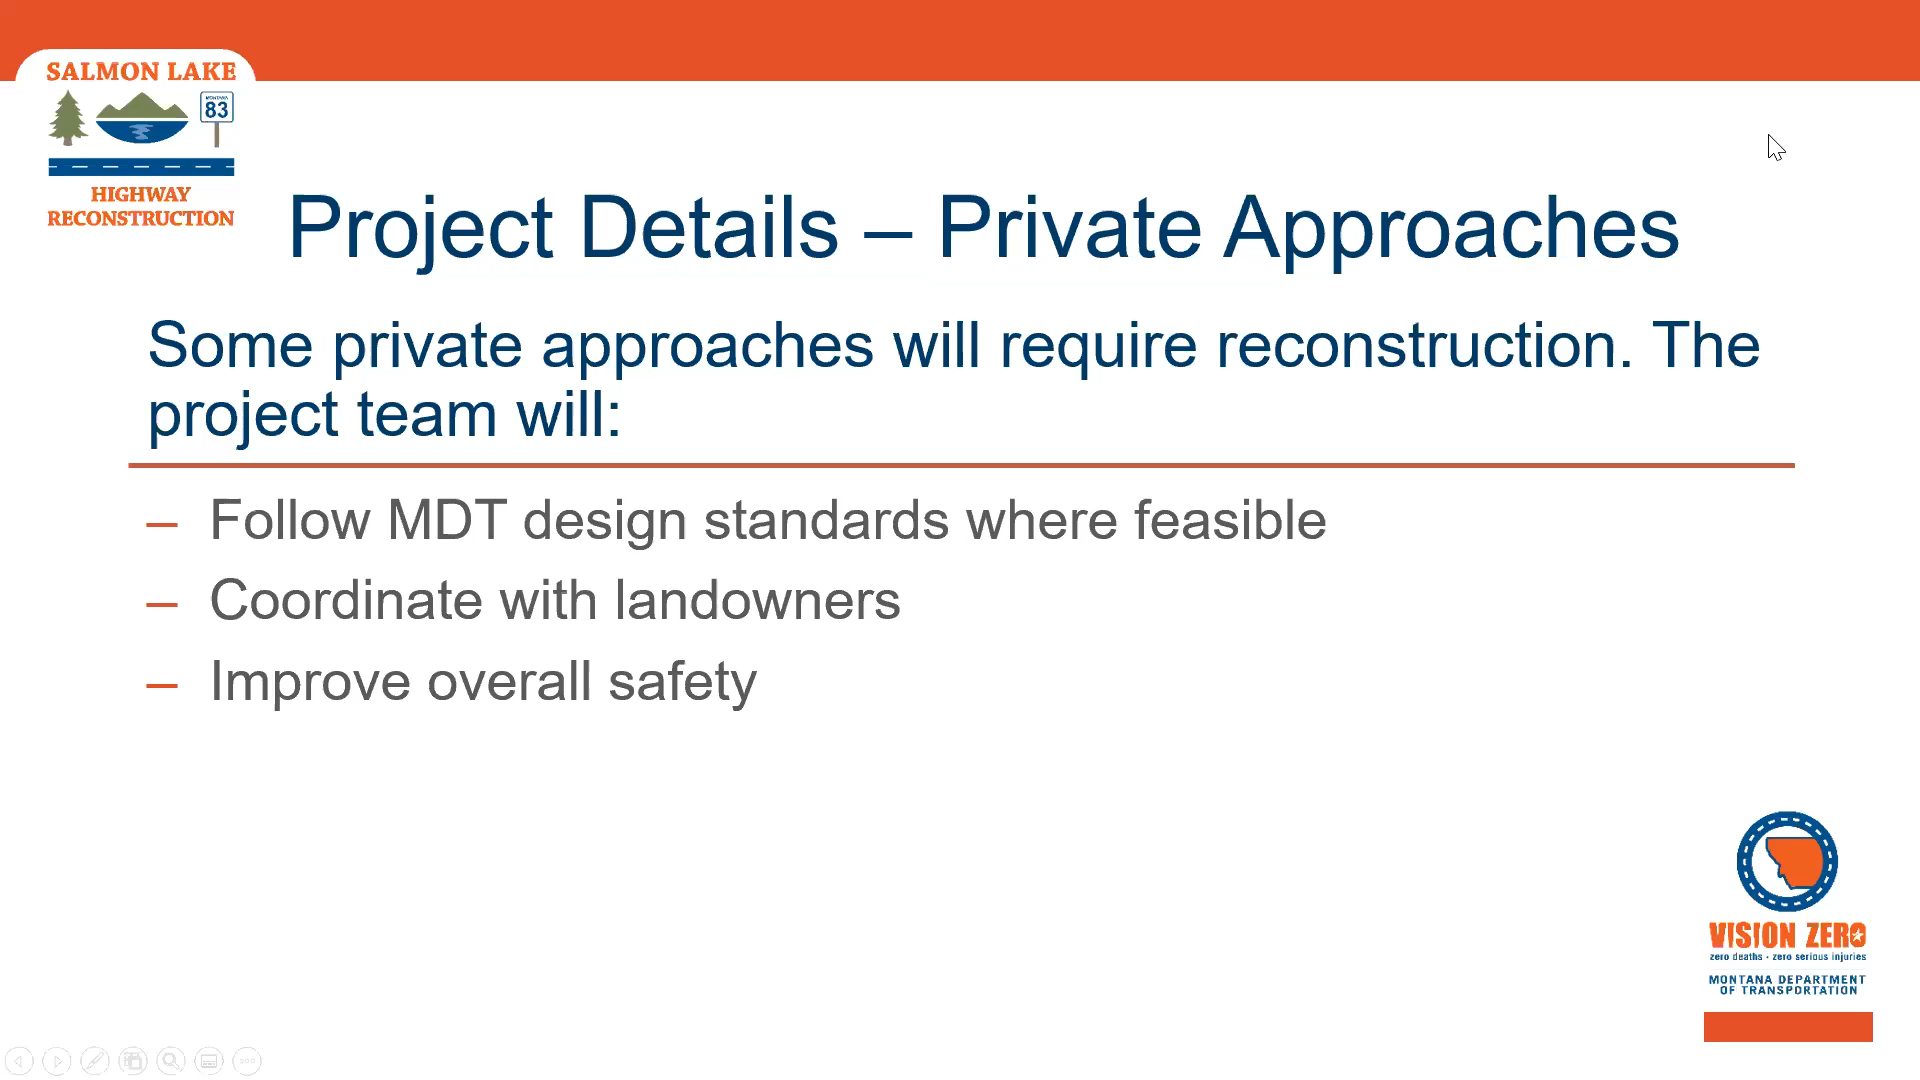 SALMON LAKE
MONTANA
83
HIGHWAY
RECONSTRUCTION
Project Details – Private Approaches
Some private approaches will require reconstruction. The
project team will:
– Follow MDT design standards where feasible
– Coordinate with landowners
– Improve overall safety
VISION ZERO
zero deaths - zero serious injuries
MONTANA DEPARTMENT
OF TRANSPORTATION